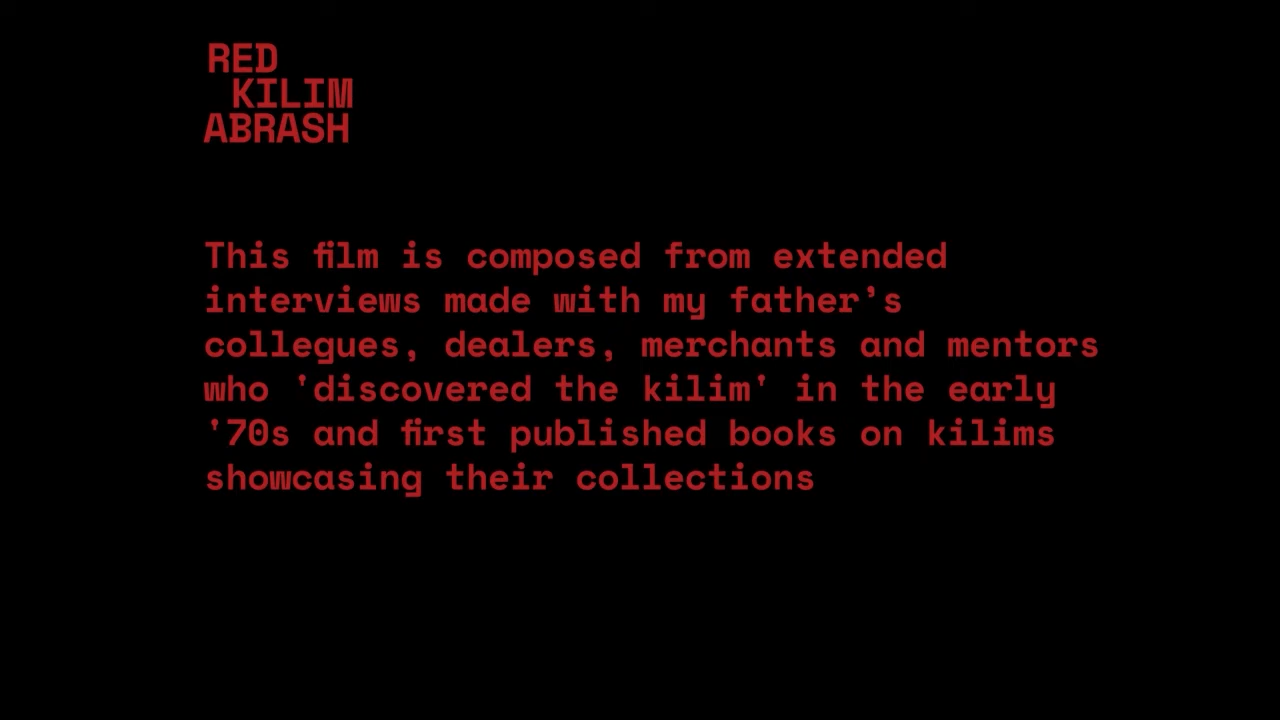 RED
KILIM
ABRASH
This film is composed from extended
interviews made with my father’s
collegues, dealers, merchants and mentors
who 'discovered the kilim' in the early
'70s and first published books on kilims
showcasing their collections